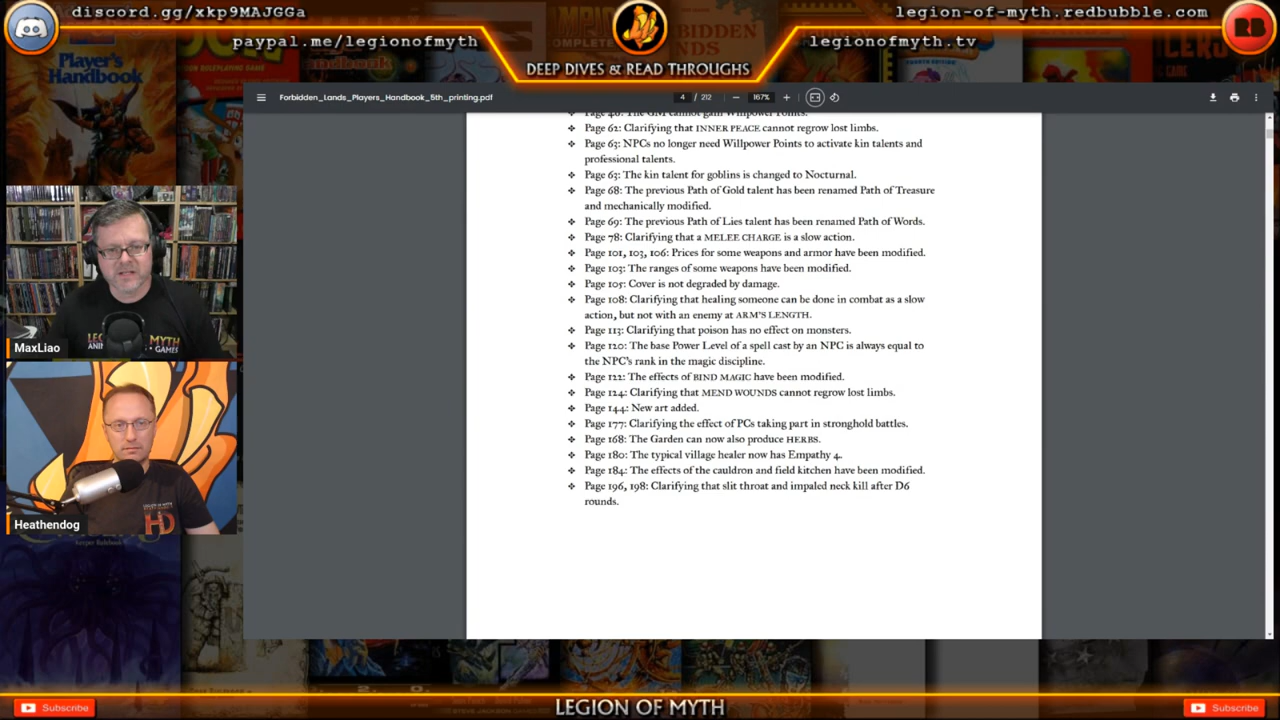 discord.gg/xkp9MAJGGa
legion-of-myth.redbubble.com
paypal.me/legionofmyth
legionofmyth.tv
DEEP DIVES & READ THROUGHS
RB
Player's
Handbook
Forbidden_Lands_Players_Handbook_5th_printing.pdf
4 / 212
167%
Page 46: The GM cannot gain Willpower Points.
Page 62: Clarifying that INNER PEACE cannot regrow lost limbs.
Page 63: NPCs no longer need Willpower Points to activate kin talents and
professional talents.
Page 63: The kin talent for goblins is changed to Nocturnal.
Page 68: The previous Path of Gold talent has been renamed Path of Treasure
and mechanically modified.
Page 69: The previous Path of Lies talent has been renamed Path of Words.
Page 78: Clarifying that a MELEE CHARGE is a slow action.
Page 101, 103, 106: Prices for some weapons and armor have been modified.
Page 103: The ranges of some weapons have been modified.
Page 105: Cover is not degraded by damage.
Page 108: Clarifying that healing someone can be done in combat as a slow
action, but not with an enemy at ARM'S LENGTH.
Page 113: Clarifying that poison has no effect on monsters.
Page 120: The base Power Level of a spell cast by an NPC is always equal to
the NPC's rank in the magic discipline.
Page 122: The effects of BIND MAGIC have been modified.
Page 124: Clarifying that MEND WOUNDS cannot regrow lost limbs.
Page 144: New art added.
Page 177: Clarifying the effect of PCs taking part in stronghold battles.
Page 168: The Garden can now also produce HERBS.
Page 180: The typical village healer now has Empathy 4.
Page 184: The effects of the cauldron and field kitchen have been modified.
Page 196, 198: Clarifying that slit throat and impaled neck kill after D6
rounds.
MaxLiao
Heathendog
HD
Subscribe
LEGION OF MYTH
Subscribe